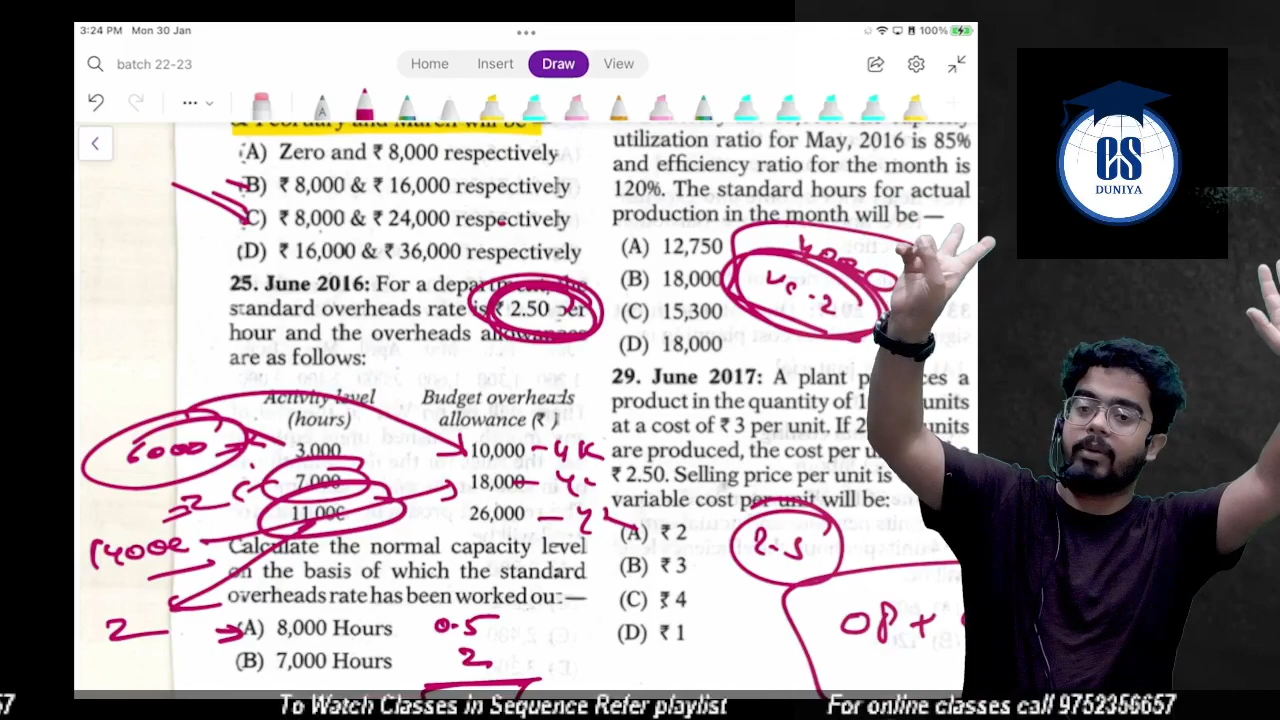 3:24 PM Mon 30 Jan
100%
batch 22-23
Home Insert Draw View
& February and March will be
(A) Zero and ₹ 8,000 respectively
(B) ₹ 8,000 & ₹ 16,000 respectively
(C) ₹ 8,000 & ₹ 24,000 respectively
(D) ₹ 16,000 & ₹ 36,000 respectively
25. June 2016: For a department, the
standard overheads rate is ₹ 2.50 per
hour and the overheads allowances
are as follows:
Activity level Budget overheads
(hours) allowance (₹)
3,000 10,000 - 4K
7,000 18,000
11,000 26,000
6000
14000
2
Calculate the normal capacity level
on the basis of which the standard
overheads rate has been worked out —
(A) 8,000 Hours
(B) 7,000 Hours
0.5
2
utilization ratio for May, 2016 is 85%
and efficiency ratio for the month is
120%. The standard hours for actual
production in the month will be —
(A) 12,750
(B) 18,000
(C) 15,300
(D) 18,000
4000
VC - 2
29. June 2017: A plant
product in the quantity of
units
at a cost of ₹ 3 per unit. If
units
are produced, the cost per
₹ 2.50. Selling price per unit is
variable cost per unit will be:
(A) ₹ 2
(B) ₹ 3
(C) ₹ 4
(D) ₹ 1
2.5
OP +
CS
DUNIYA
57
To Watch Classes in Sequence Refer playlist
For online classes call 9752356657